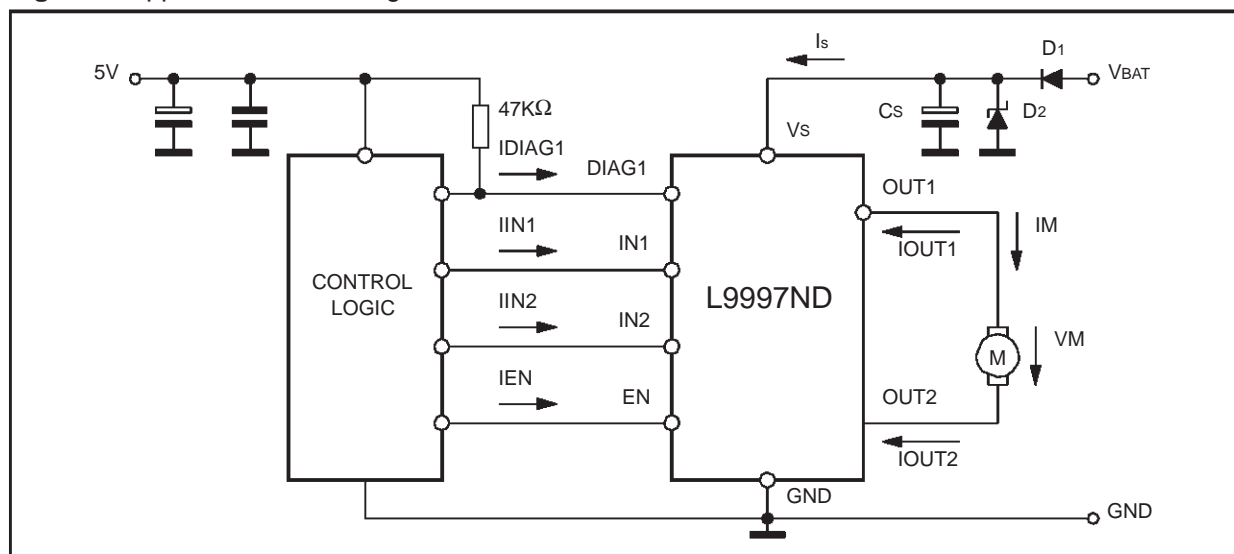 Is
D1
5V
VBAT
47KΩ
CS
D2
IDIAG1
VS
DIAG1
OUT1
IIN1
IN1
IOUT1
IM
CONTROL
LOGIC
L9997ND
IIN2
IN2
VM
M
IEN
EN
OUT2
IOUT2
GND
GND